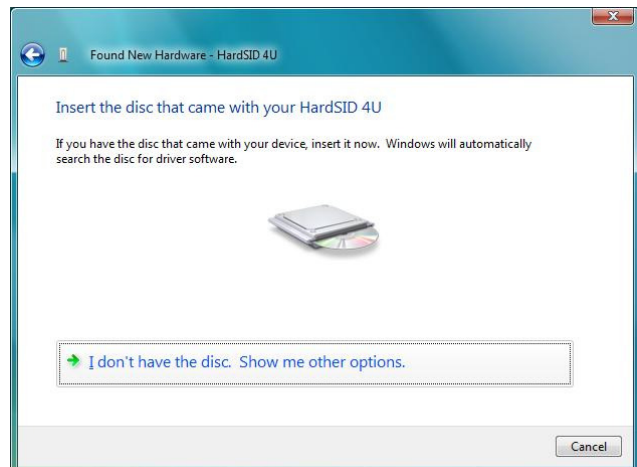 Found New Hardware - HardSID 4U
Insert the disc that came with your HardSID 4U
If you have the disc that came with your device, insert it now.  Windows will automatically
search the disc for driver software.
I don't have the disc.  Show me other options.
Cancel